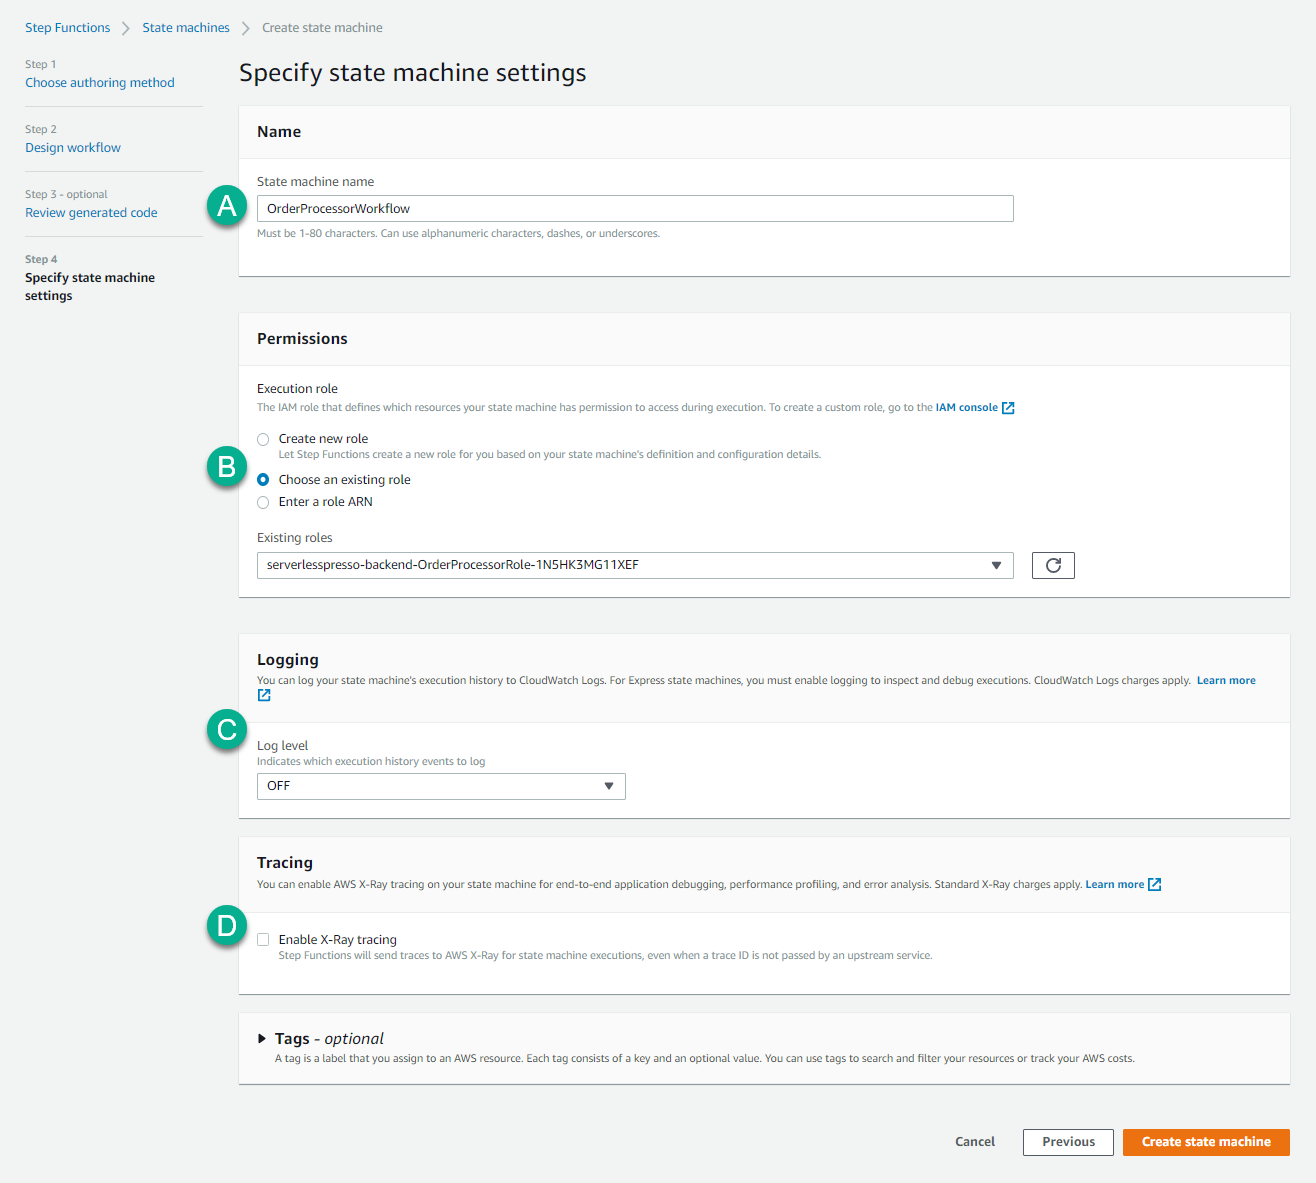 Step Functions > State machines > Create state machine
Step 1
Choose authoring method
Step 2
Design workflow
Step 3 - optional
Review generated code
Step 4
Specify state machine
settings
Specify state machine settings
Name
A
State machine name
OrderProcessorWorkflow
Must be 1-80 characters. Can use alphanumeric characters, dashes, or underscores.
Permissions
Execution role
The IAM role that defines which resources your state machine has permission to access during execution. To create a custom role, go to the IAM console
B
Create new role
Let Step Functions create a new role for you based on your state machine's definition and configuration details.
Choose an existing role
Enter a role ARN
Existing roles
serverlesspresso-backend-OrderProcessorRole-1N5HK3MG11XEF
Logging
You can log your state machine's execution history to CloudWatch Logs. For Express state machines, you must enable logging to inspect and debug executions. CloudWatch Logs charges apply. Learn more
C
Log level
Indicates which execution history events to log
OFF
Tracing
You can enable AWS X-Ray tracing on your state machine for end-to-end application debugging, performance profiling, and error analysis. Standard X-Ray charges apply. Learn more
D
Enable X-Ray tracing
Step Functions will send traces to AWS X-Ray for state machine executions, even when a trace ID is not passed by an upstream service.
Tags - optional
A tag is a label that you assign to an AWS resource. Each tag consists of a key and an optional value. You can use tags to search and filter your resources or track your AWS costs.
Cancel
Previous
Create state machine